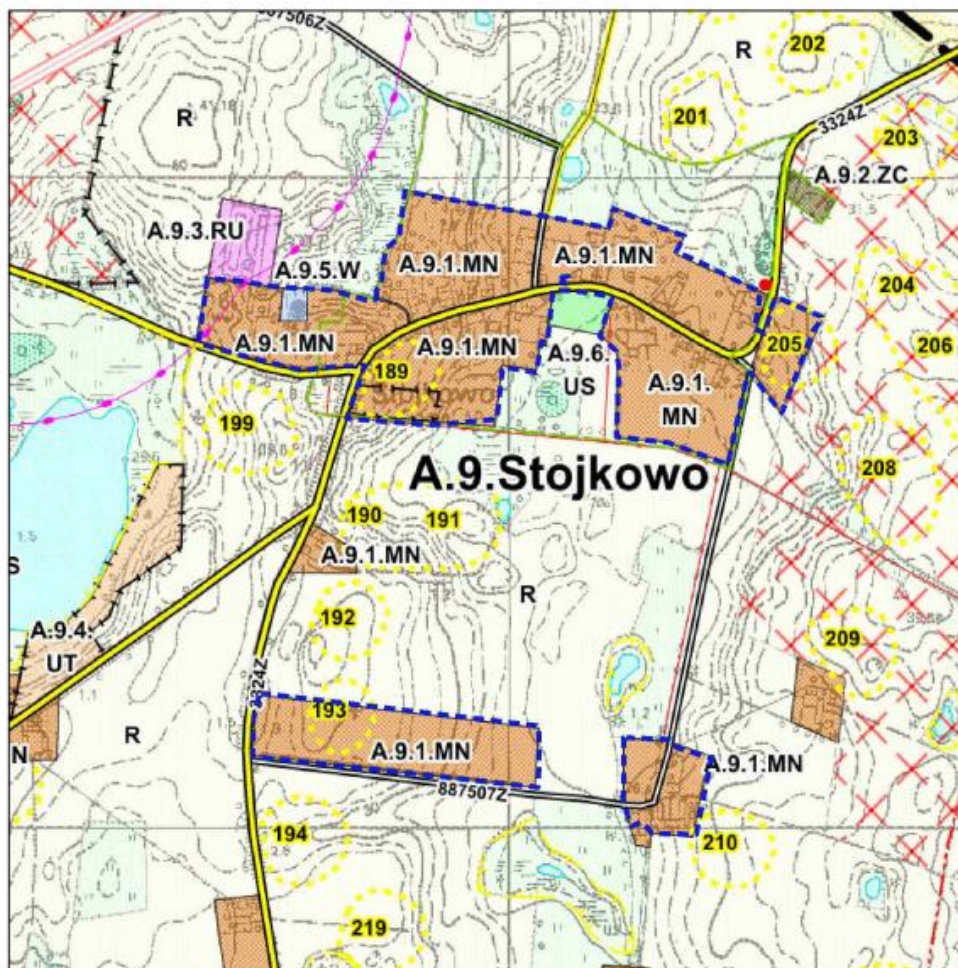 887506Z
R
202
201
3324Z
203
R
A.9.2.ZC
A.9.3.RU
A.9.5.W
A.9.1.MN
A.9.1.MN
204
A.9.1.MN
A.9.1.MN
205
206
189
A.9.6.
US
A.9.1.
MN
Stojkowo
199
A.9.Stojkowo
208
190
191
A.9.1.MN
S
R
192
A.9.4.
UT
209
3324Z
193
R
N
A.9.1.MN
A.9.1.MN
887507Z
194
210
219